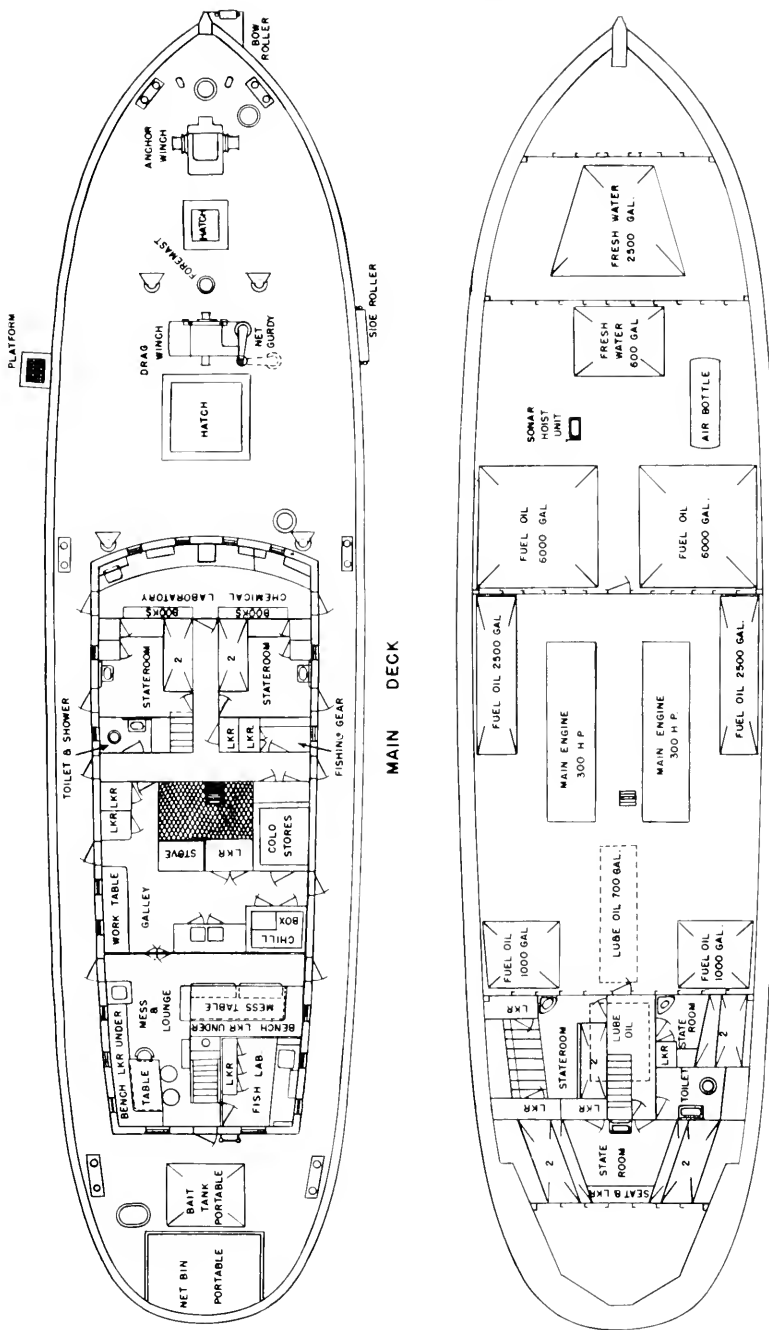 BOW
ROLLER
ANCHOR
WINCH
HATCH
FOREMAST
PLATFORM
SIDE ROLLER
DRAG
WINCH
NET
GURDY
HATCH
CHEMICAL LABORATORY
BOOKS
BOOKS
STATEROOM
2
2
STATEROOM
TOILET & SHOWER
LKR
LKR
FISHING GEAR
LKR
LKR
STOVE
LKR
COLD
STORES
WORK TABLE
GALLEY
CHILL
BOX
MESS
&
LOUNGE
MESS TABLE
BENCH LKR UNDER
BENCH LKR UNDER
TABLE
LKR
FISH LAB
BAIT
TANK
PORTABLE
NET BIN
PORTABLE
MAIN DECK
FRESH WATER
2500 GAL.
FRESH
WATER
600 GAL
SONAR
HOIST
UNIT
AIR BOTTLE
FUEL OIL
6000 GAL
FUEL OIL
6000 GAL.
FUEL OIL 2500 GAL
FUEL OIL 2500 GAL.
MAIN ENGINE
300 H P
MAIN ENGINE
300 H.P.
LUBE OIL 700 GAL.
FUEL OIL
1000 GAL.
FUEL OIL
1000 GAL.
LKR
STATEROOM
2
LUBE
OIL
LKR
STATE
ROOM
2
2
LKR
LKR
TOILET
2
STATE
ROOM
2
SEAT & LKR